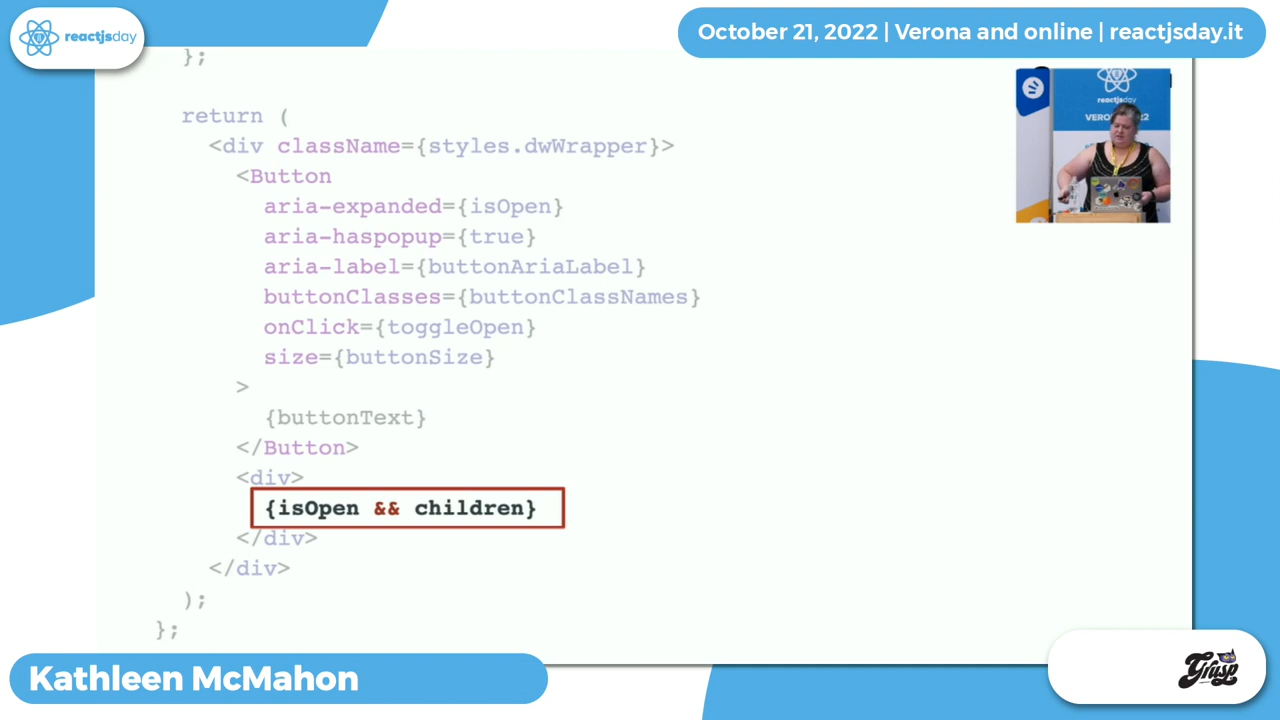 reactjsday
October 21, 2022 | Verona and online | reactjsday.it
};
return (
<div className={styles.dwWrapper}>
<Button
aria-expanded={isOpen}
aria-haspopup={true}
aria-label={buttonAriaLabel}
buttonClasses={buttonClassNames}
onClick={toggleOpen}
size={buttonSize}
>
{buttonText}
</Button>
<div>
{isOpen && children}
</div>
</div>
);
};
reactjsday
Kathleen McMahon
Grusp